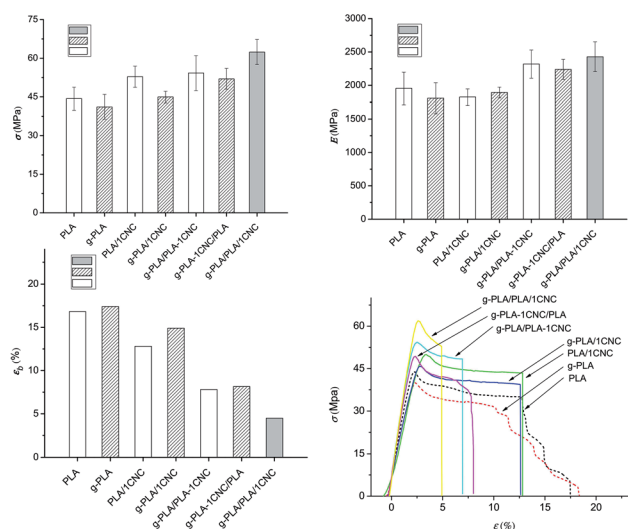 75
60
45
30
15
0
σ (MPa)
PLA
g-PLA
PLA/1CNC
g-PLA/1CNC
g-PLA/PLA-1CNC
g-PLA-1CNC/PLA
g-PLA/PLA/1CNC
3000
2500
2000
1500
1000
500
0
E (MPa)
PLA
g-PLA
PLA/1CNC
g-PLA/1CNC
g-PLA/PLA-1CNC
g-PLA-1CNC/PLA
g-PLA/PLA/1CNC
20
15
10
5
0
εb (%)
PLA
g-PLA
PLA/1CNC
g-PLA/1CNC
g-PLA/PLA-1CNC
g-PLA-1CNC/PLA
g-PLA/PLA/1CNC
g-PLA/PLA/1CNC
g-PLA-1CNC/PLA
g-PLA/PLA-1CNC
g-PLA/1CNC
PLA/1CNC
g-PLA
PLA
60
45
30
15
0
σ (Mpa)
0 5 10 15 20
ε (%)